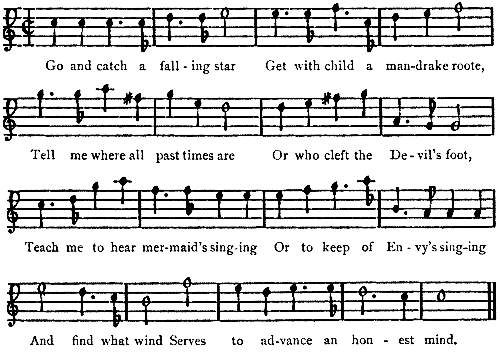 Go and catch a fall - ing star Get with child a man-drake roote,
Tell me where all past times are Or who cleft the De - vil's foot,
Teach me to hear mer-maid's sing-ing Or to keep of En - vy's sing-ing
And find what wind Serves to ad-vance an hon - est mind.